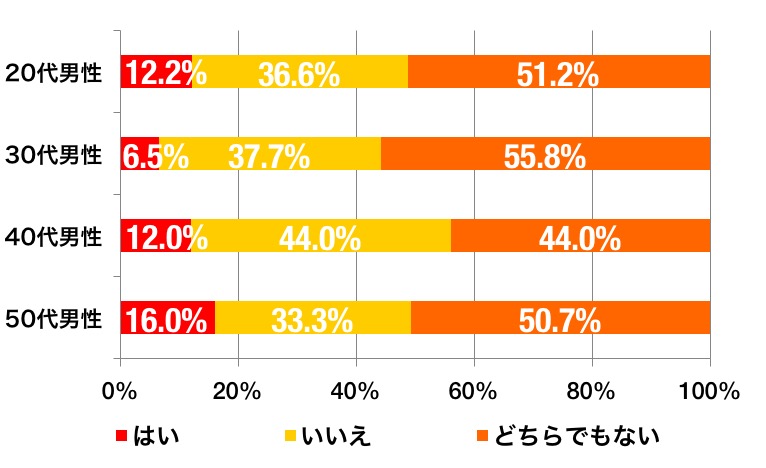 20代男性 12.2% 36.6% 51.2%
30代男性 6.5% 37.7% 55.8%
40代男性 12.0% 44.0% 44.0%
50代男性 16.0% 33.3% 50.7%
0% 20% 40% 60% 80% 100%
はい いいえ どちらでもない